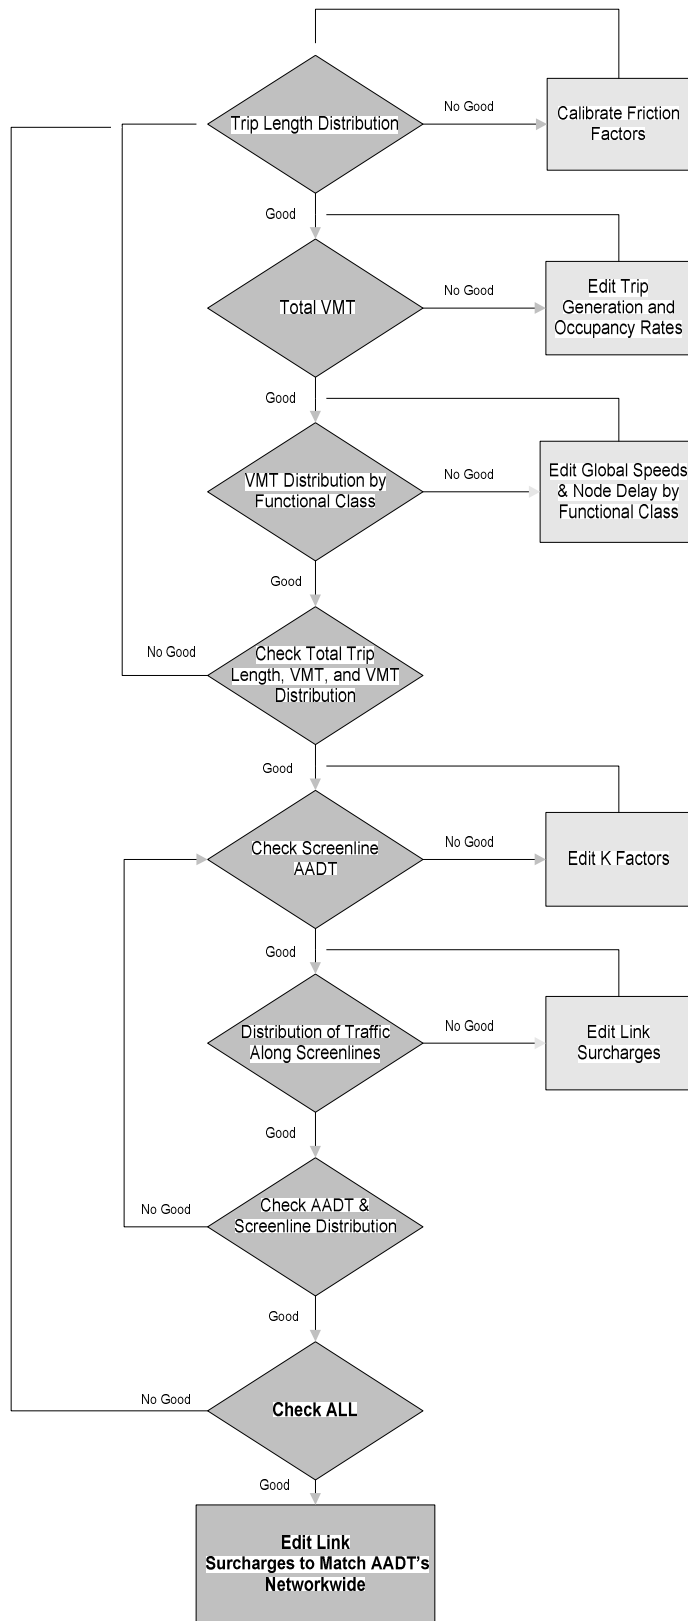 Trip Length Distribution
No Good
Calibrate Friction
Factors
Good
Total VMT
No Good
Edit Trip
Generation and
Occupancy Rates
Good
VMT Distribution by
Functional Class
No Good
Edit Global Speeds
& Node Delay by
Functional Class
Good
No Good
Check Total Trip
Length, VMT, and VMT
Distribution
Good
Check Screenline
AADT
No Good
Edit K Factors
Good
Distribution of Traffic
Along Screenlines
No Good
Edit Link
Surcharges
Good
No Good
Check AADT &
Screenline Distribution
Good
No Good
Check ALL
Good
Edit Link
Surcharges to Match AADT's
Networkwide